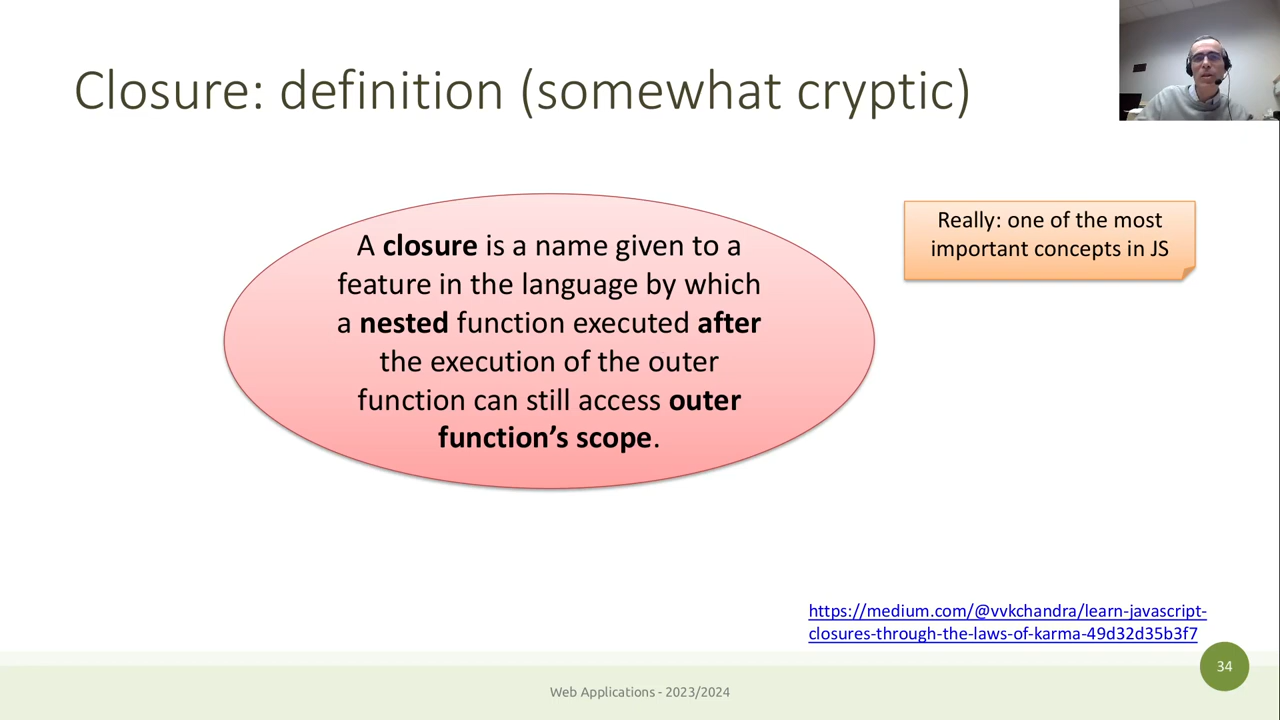 Closure: definition (somewhat cryptic)
A closure is a name given to a
feature in the language by which
a nested function executed after
the execution of the outer
function can still access outer
function’s scope.
Really: one of the most
important concepts in JS
https://medium.com/@vvkchandra/learn-javascript-
closures-through-the-laws-of-karma-49d32d35b3f7
34
Web Applications - 2023/2024